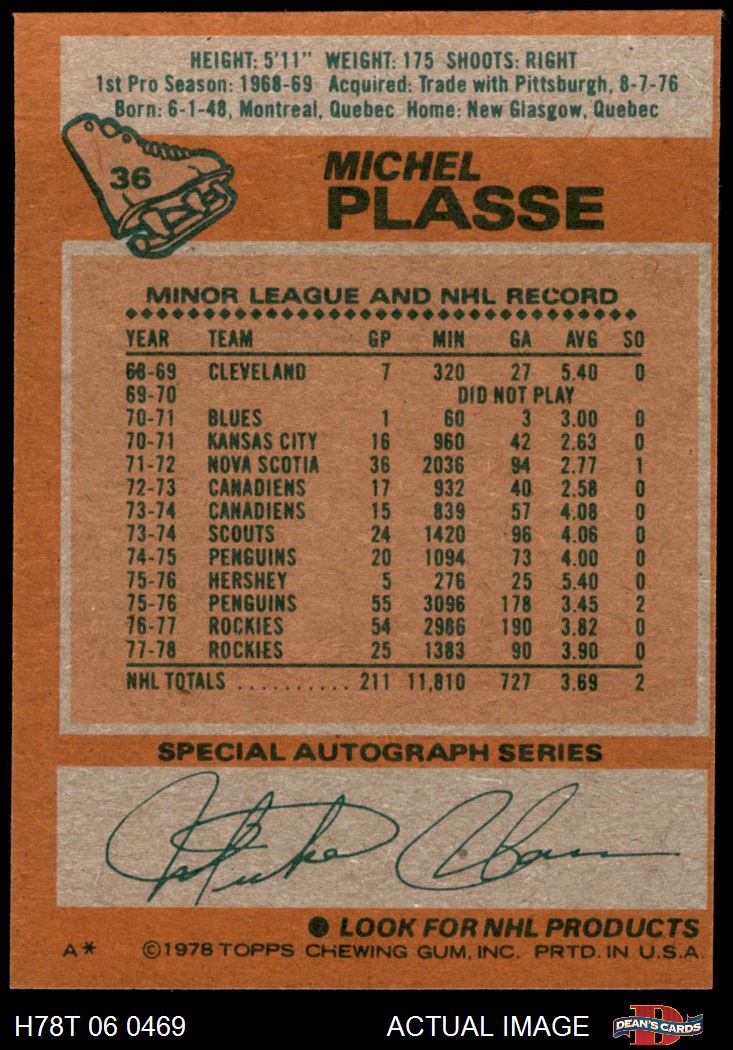 HEIGHT: 5'11" WEIGHT: 175 SHOOTS: RIGHT
1st Pro Season: 1968-69 Acquired: Trade with Pittsburgh, 8-7-76
Born: 6-1-48, Montreal, Quebec Home: New Glasgow, Quebec
36
MICHEL
PLASSE
MINOR LEAGUE AND NHL RECORD
YEAR TEAM GP MIN GA AVG SO
68-69 CLEVELAND 7 320 27 5.40 0
69-70 DID NOT PLAY
70-71 BLUES 1 60 3 3.00 0
70-71 KANSAS CITY 16 960 42 2.63 0
71-72 NOVA SCOTIA 36 2036 94 2.77 1
72-73 CANADIENS 17 932 40 2.58 0
73-74 CANADIENS 15 839 57 4.08 0
73-74 SCOUTS 24 1420 96 4.06 0
74-75 PENGUINS 20 1094 73 4.00 0
75-76 HERSHEY 5 276 25 5.40 0
75-76 PENGUINS 55 3096 178 3.45 2
76-77 ROCKIES 54 2986 190 3.82 0
77-78 ROCKIES 25 1383 90 3.90 0
NHL TOTALS .......... 211 11,810 727 3.69 2
SPECIAL AUTOGRAPH SERIES
● LOOK FOR NHL PRODUCTS
A* ©1978 TOPPS CHEWING GUM, INC. PRTD. IN U.S.A.
H78T 06 0469 ACTUAL IMAGE DEAN'S CARDS